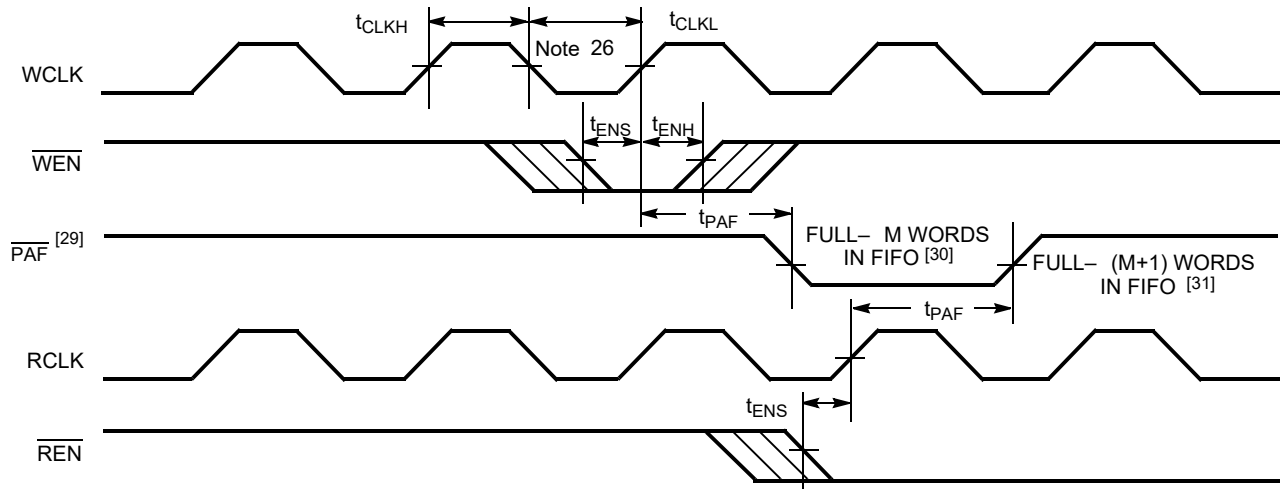 tCLKH
tCLKL
Note 26
WCLK
tENS
tENH
WEN
tPAF
PAF [29]
FULL– M WORDS
IN FIFO [30]
FULL– (M+1) WORDS
IN FIFO [31]
tPAF
RCLK
tENS
REN